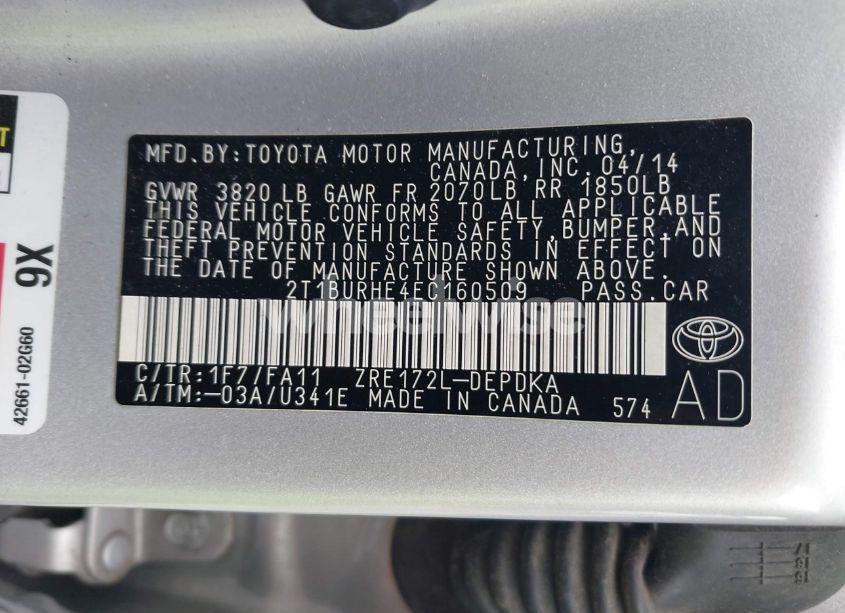 MFD.BY:TOYOTA MOTOR MANUFACTURING,
CANADA, INC. 04/14
GVWR 3820 LB GAWR FR 2070LB RR 1850LB
THIS VEHICLE CONFORMS TO ALL APPLICABLE
FEDERAL MOTOR VEHICLE SAFETY, BUMPER, AND
THEFT PREVENTION STANDARDS IN EFFECT ON
THE DATE OF MANUFACTURE SHOWN ABOVE.
2T1BURHE4EC160509 PASS.CAR
wheelwise
C/TR:1F7/FA11 ZRE172L-DEPDKA
A/TM:-03A/U341E MADE IN CANADA 574
AD
9X
42661-02G60